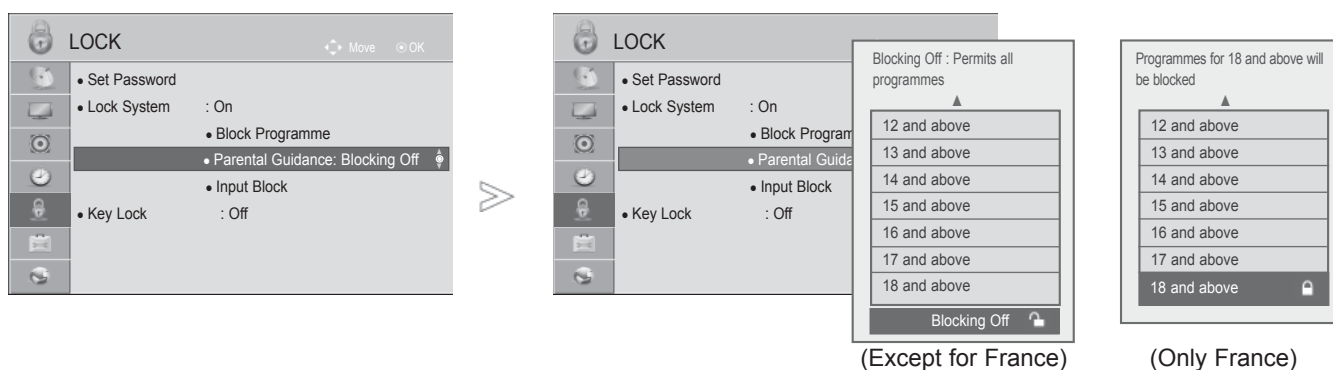 LOCK
Move OK
• Set Password
• Lock System : On
• Block Programme
• Parental Guidance: Blocking Off
• Input Block
• Key Lock : Off
LOCK
• Set Password
• Lock System : On
• Block Program
• Parental Guida
• Input Block
• Key Lock : Off
Blocking Off : Permits all
programmes
12 and above
13 and above
14 and above
15 and above
16 and above
17 and above
18 and above
Blocking Off
(Except for France)
Programmes for 18 and above will
be blocked
12 and above
13 and above
14 and above
15 and above
16 and above
17 and above
18 and above
(Only France)